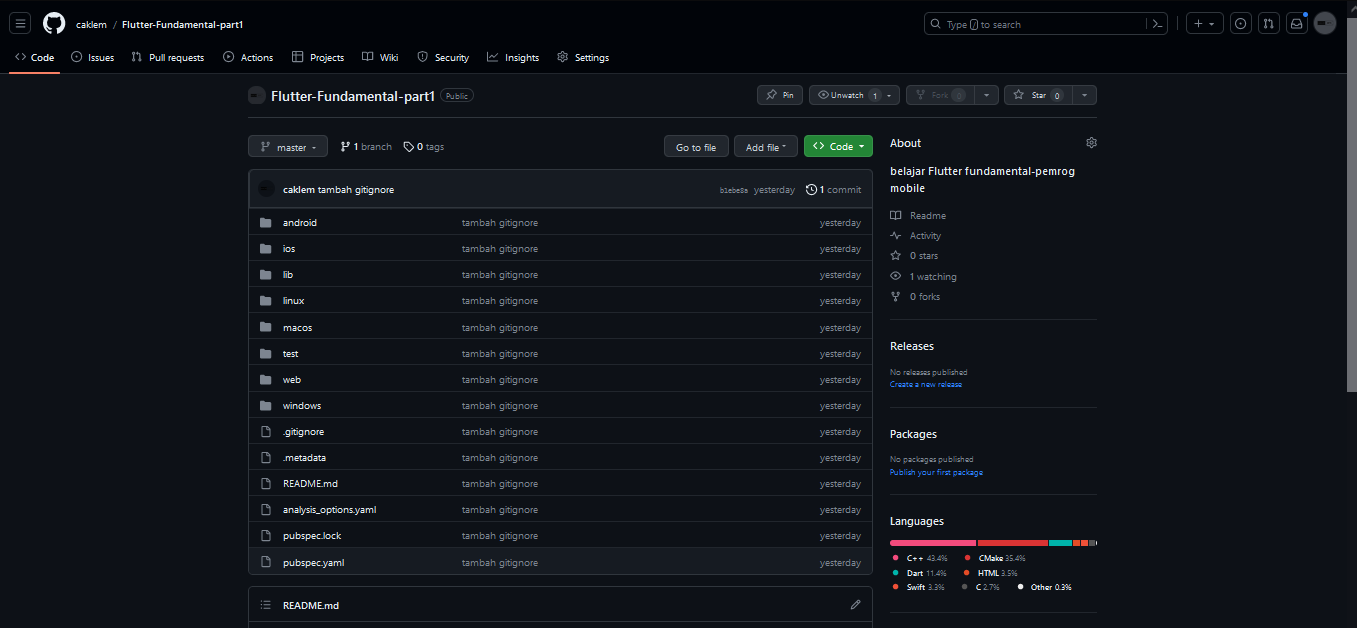 caklem / Flutter-Fundamental-part1
Type / to search
Code Issues Pull requests Actions Projects Wiki Security Insights Settings
Flutter-Fundamental-part1 Public
Pin Unwatch 1 Fork 0 Star 0
master 1 branch 0 tags Go to file Add file Code
caklem tambah gitignore b1ebe8a yesterday 1 commit
android tambah gitignore yesterday
ios tambah gitignore yesterday
lib tambah gitignore yesterday
linux tambah gitignore yesterday
macos tambah gitignore yesterday
test tambah gitignore yesterday
web tambah gitignore yesterday
windows tambah gitignore yesterday
.gitignore tambah gitignore yesterday
.metadata tambah gitignore yesterday
README.md tambah gitignore yesterday
analysis_options.yaml tambah gitignore yesterday
pubspec.lock tambah gitignore yesterday
pubspec.yaml tambah gitignore yesterday
README.md
About
belajar Flutter fundamental-pemrog
mobile
Readme
Activity
0 stars
1 watching
0 forks
Releases
No releases published
Create a new release
Packages
No packages published
Publish your first package
Languages
C++ 43.4% CMake 35.4%
Dart 11.4% HTML 3.5%
Swift 3.3% C 2.7% Other 0.3%